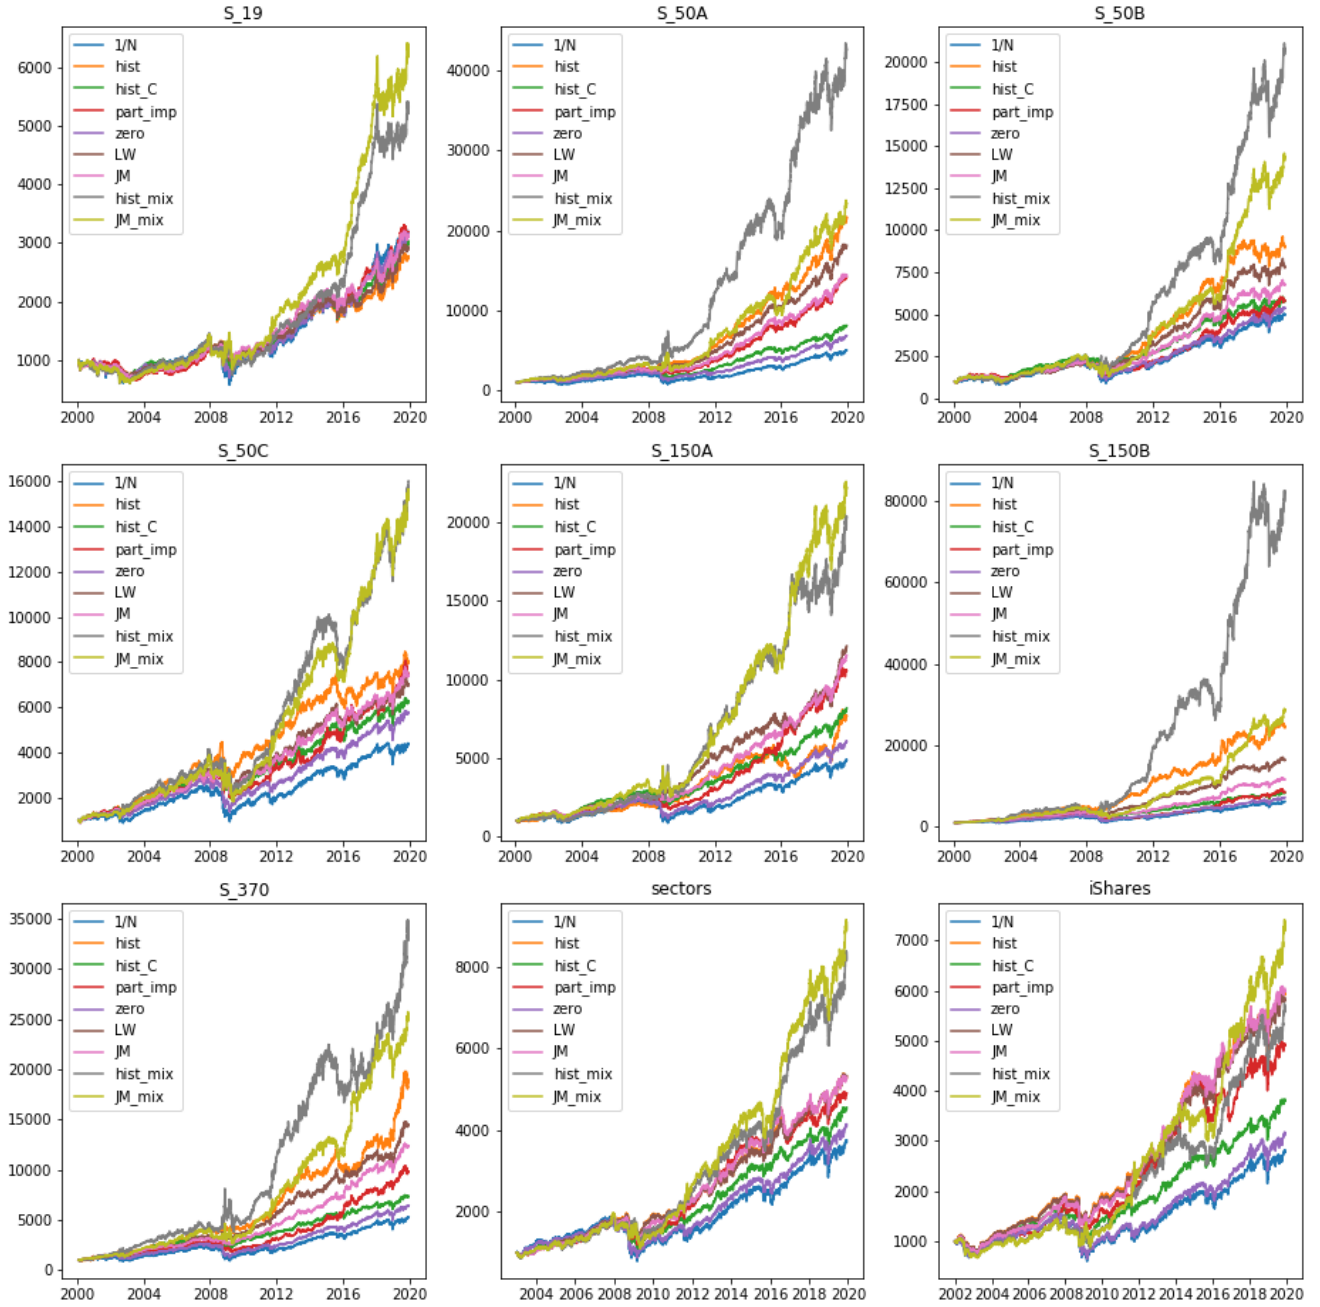 S_19
6000
5000
4000
3000
2000
1000
1/N
hist
hist_C
part_imp
zero
LW
JM
hist_mix
JM_mix
2000 2004 2008 2012 2016 2020
S_50A
40000
30000
20000
10000
0
1/N
hist
hist_C
part_imp
zero
LW
JM
hist_mix
JM_mix
2000 2004 2008 2012 2016 2020
S_50B
20000
17500
15000
12500
10000
7500
5000
2500
0
1/N
hist
hist_C
part_imp
zero
LW
JM
hist_mix
JM_mix
2000 2004 2008 2012 2016 2020
S_50C
16000
14000
12000
10000
8000
6000
4000
2000
1/N
hist
hist_C
part_imp
zero
LW
JM
hist_mix
JM_mix
2000 2004 2008 2012 2016 2020
S_150A
20000
15000
10000
5000
0
1/N
hist
hist_C
part_imp
zero
LW
JM
hist_mix
JM_mix
2000 2004 2008 2012 2016 2020
S_150B
80000
60000
40000
20000
0
1/N
hist
hist_C
part_imp
zero
LW
JM
hist_mix
JM_mix
2000 2004 2008 2012 2016 2020
S_370
35000
30000
25000
20000
15000
10000
5000
0
1/N
hist
hist_C
part_imp
zero
LW
JM
hist_mix
JM_mix
2000 2004 2008 2012 2016 2020
sectors
8000
6000
4000
2000
1/N
hist
hist_C
part_imp
zero
LW
JM
hist_mix
JM_mix
2004 2006 2008 2010 2012 2014 2016 2018 2020
iShares
7000
6000
5000
4000
3000
2000
1000
1/N
hist
hist_C
part_imp
zero
LW
JM
hist_mix
JM_mix
2002 2004 2006 2008 2010 2012 2014 2016 2018 2020